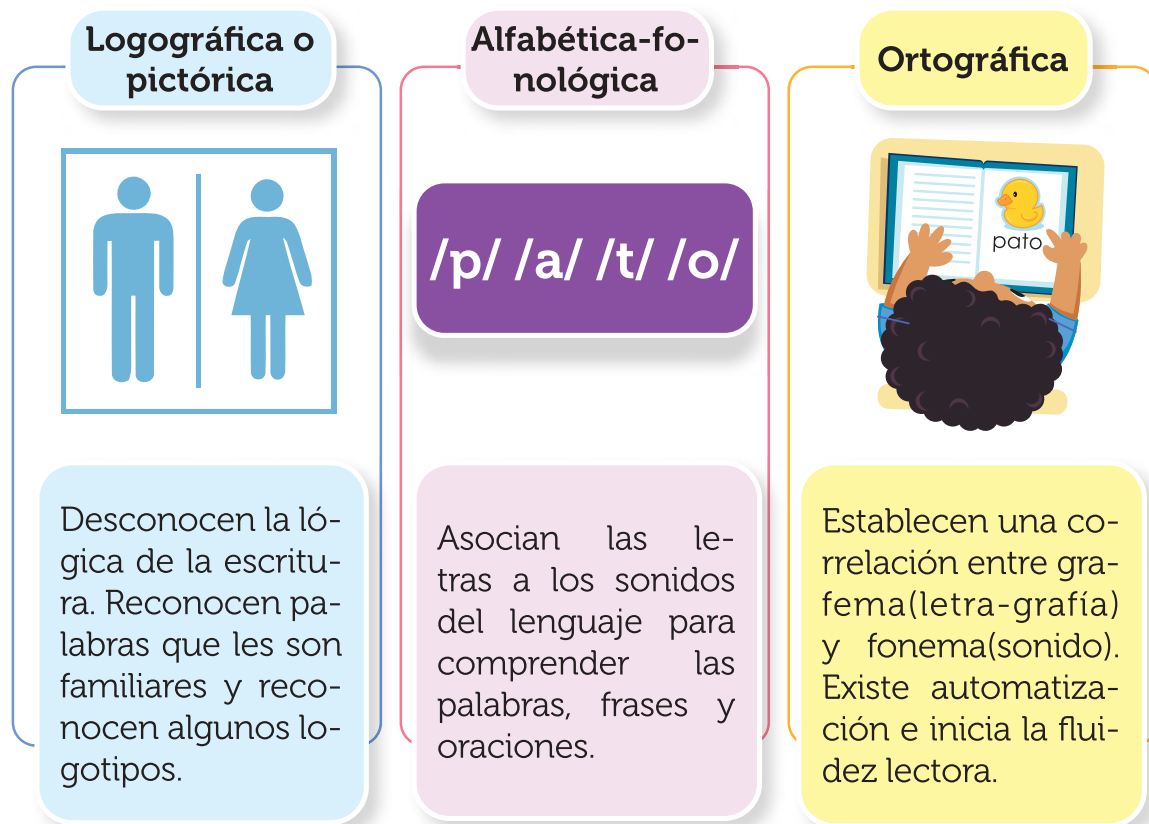 Logográfica o
pictórica
Desconocen la ló-
gica de la escritu-
ra. Reconocen pa-
labras que les son
familiares y reco-
nocen algunos lo-
gotipos.
Alfabética-fo-
nológica
/p/ /a/ /t/ /o/
Asocian las le-
tras a los sonidos
del lenguaje para
comprender las
palabras, frases y
oraciones.
Ortográfica
pato
Establecen una co-
rrelación entre gra-
fema(letra-grafía)
y fonema(sonido).
Existe automatiza-
ción e inicia la flui-
dez lectora.